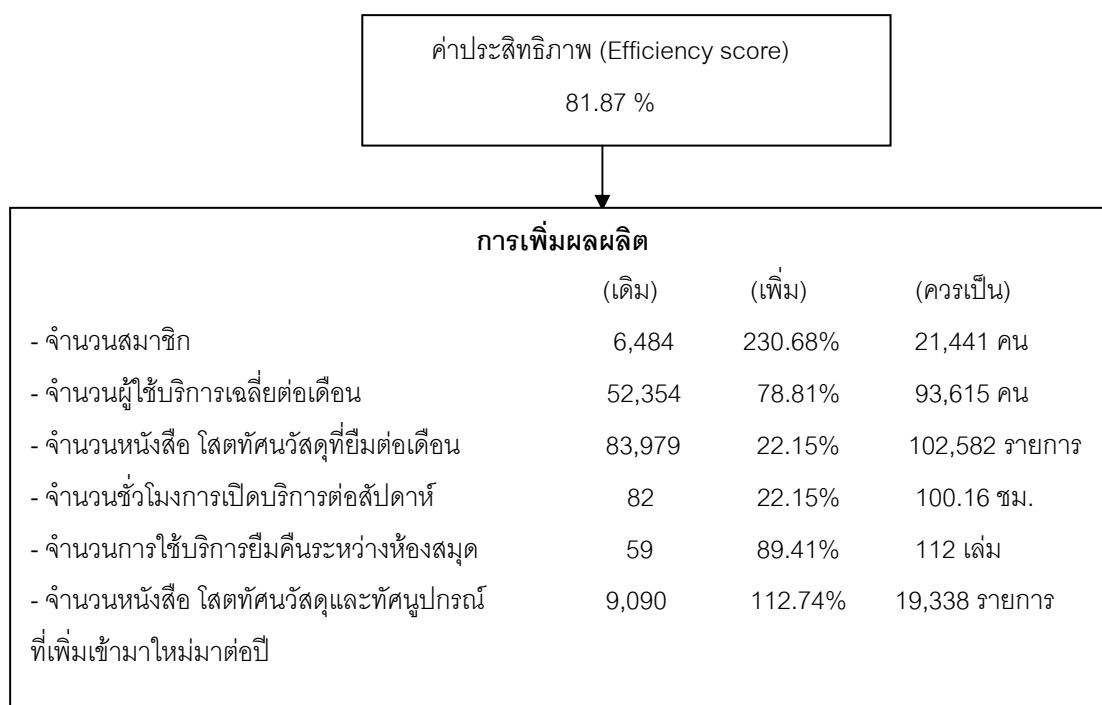 ค่าประสิทธิภาพ (Efficiency score)
81.87 %
การเพิ่มผลผลิต
(เดิม) (เพิ่ม) (ควรเป็น)
- จำนวนสมาชิก 6,484 230.68% 21,441 คน
- จำนวนผู้ใช้บริการเฉลี่ยต่อเดือน 52,354 78.81% 93,615 คน
- จำนวนหนังสือ โสตทัศนวัสดุที่ยืมต่อเดือน 83,979 22.15% 102,582 รายการ
- จำนวนชั่วโมงการเปิดบริการต่อสัปดาห์ 82 22.15% 100.16 ชม.
- จำนวนการใช้บริการยืมคืนระหว่างห้องสมุด 59 89.41% 112 เล่ม
- จำนวนหนังสือ โสตทัศนวัสดุและทัศนูปกรณ์ 9,090 112.74% 19,338 รายการ
ที่เพิ่มเข้ามาใหม่มาต่อปี